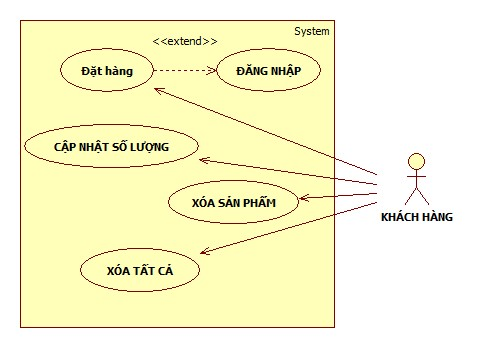 System
<<extend>>
Đặt hàng
ĐĂNG NHẬP
CẬP NHẬT SỐ LƯỢNG
XÓA SẢN PHẨM
KHÁCH HÀNG
XÓA TẤT CẢ